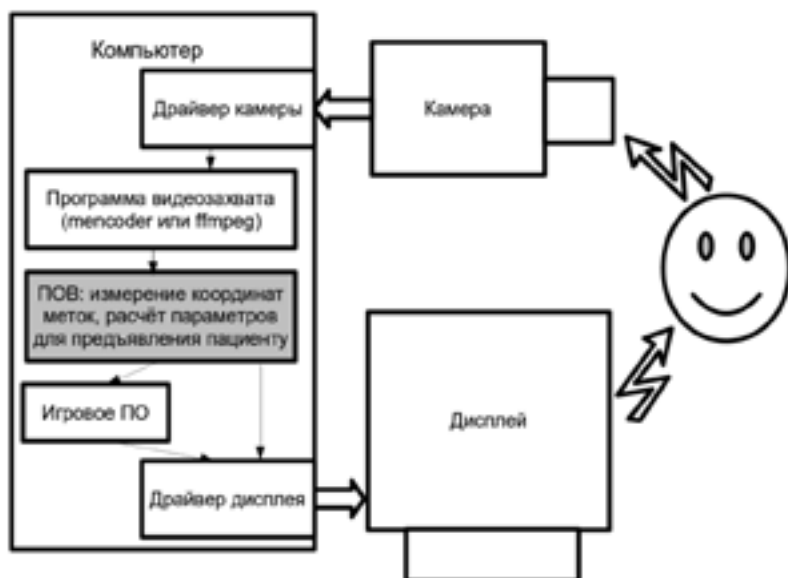 Компьютер
Драйвер камеры
Камера
Программа видеозахвата
(mencoder или ffmpeg)
ПОВ: измерение координат
меток, расчёт параметров
для предъявления пациенту
Игровое ПО
Дисплей
Драйвер дисплея